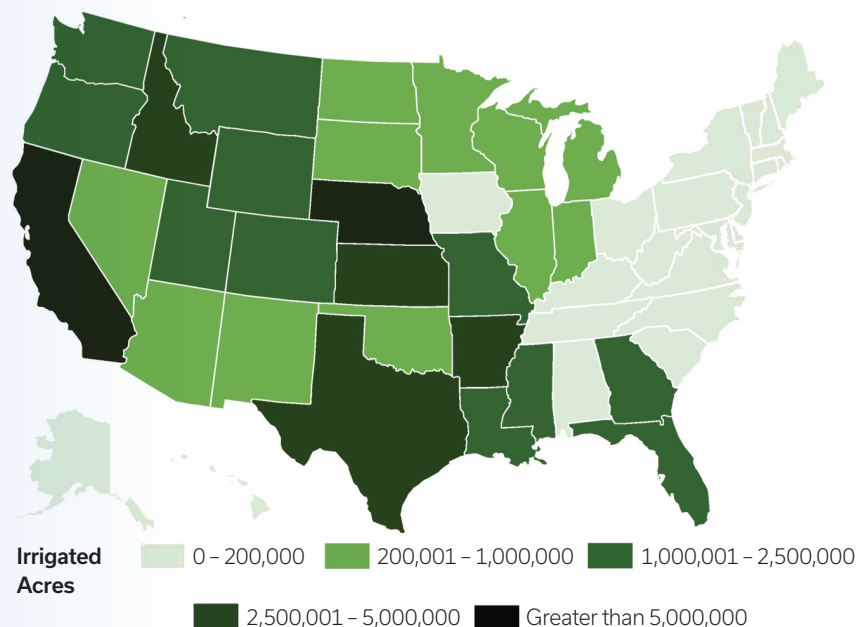 Irrigated
Acres
0 – 200,000
200,001 – 1,000,000
1,000,001 – 2,500,000
2,500,001 – 5,000,000
Greater than 5,000,000